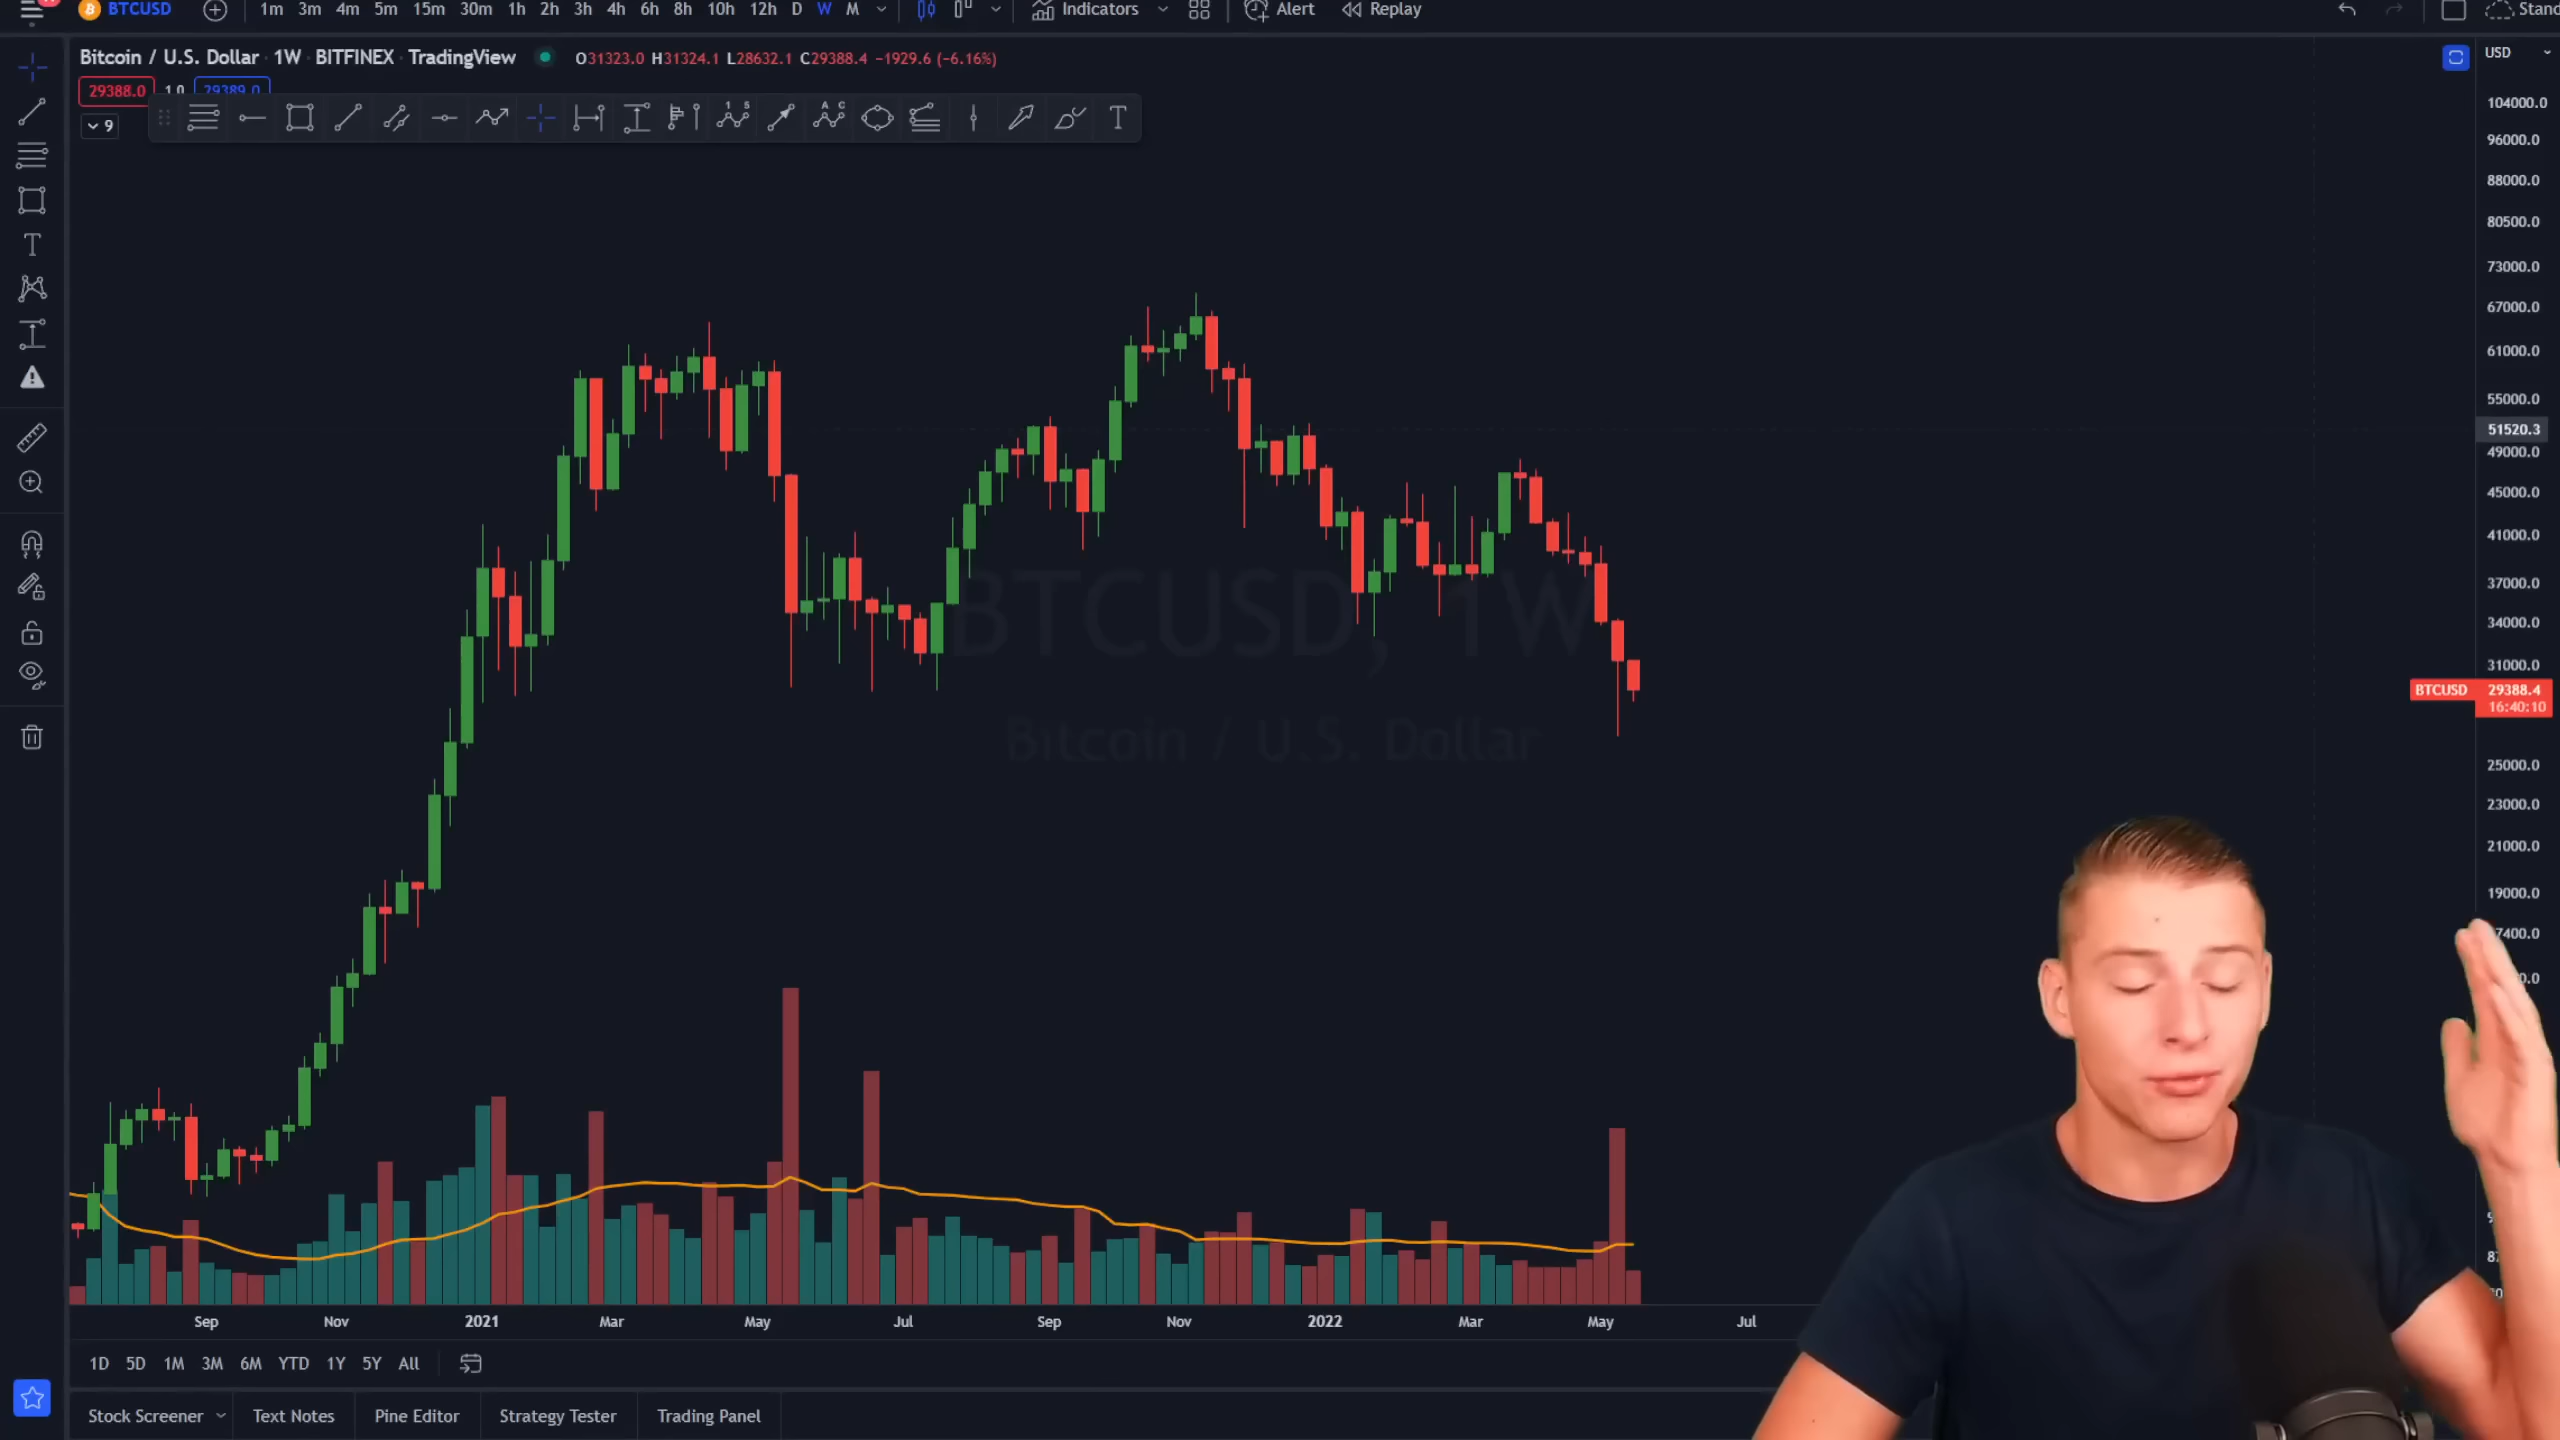 BTCUSD 1m 3m 4m 5m 15m 30m 1h 2h 3h 4h 6h 8h 10h 12h D W M Indicators Alert Replay
Bitcoin / U.S. Dollar · 1W · BITFINEX · TradingView O31323.0 H31324.1 L28632.1 C29388.4 −1929.6 (−6.16%) USD
29388.0 1.0 29389.0
9
T
104000.0
96000.0
88000.0
80500.0
73000.0
67000.0
61000.0
55000.0
51520.3
49000.0
45000.0
41000.0
37000.0
34000.0
31000.0
BTCUSD 29388.4
16:40:10
25000.0
23000.0
21000.0
19000.0
BTCUSD, 1W
Bitcoin / U.S. Dollar
Sep Nov 2021 Mar May Jul Sep Nov 2022 Mar May Jul
1D 5D 1M 3M 6M YTD 1Y 5Y All
Stock Screener Text Notes Pine Editor Strategy Tester Trading Panel